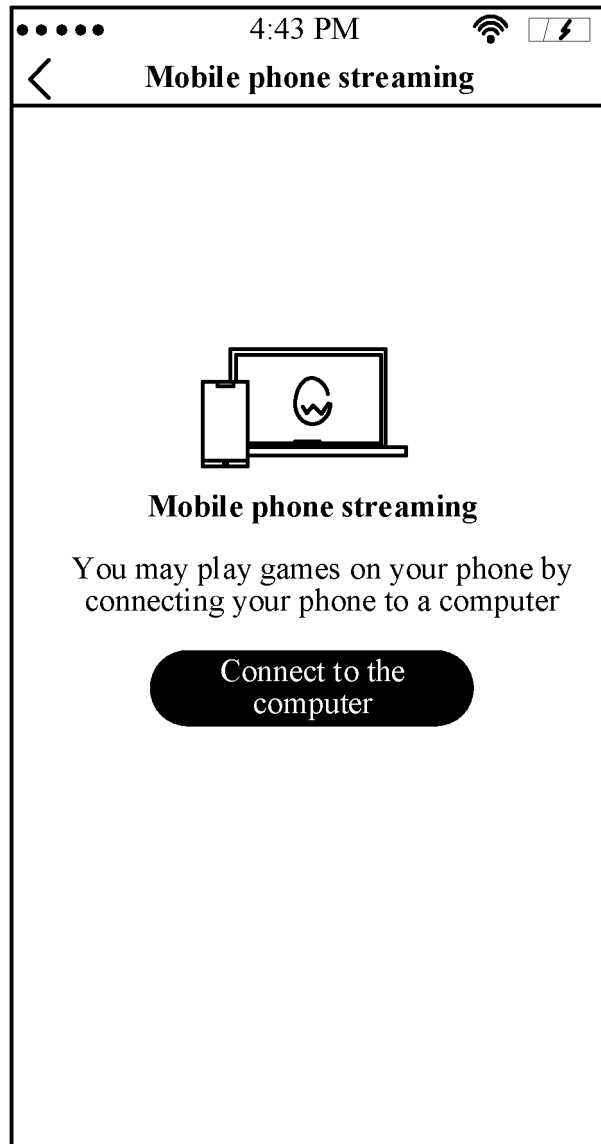 4:43 PM
Mobile phone streaming
Mobile phone streaming
You may play games on your phone by
connecting your phone to a computer
Connect to the
computer